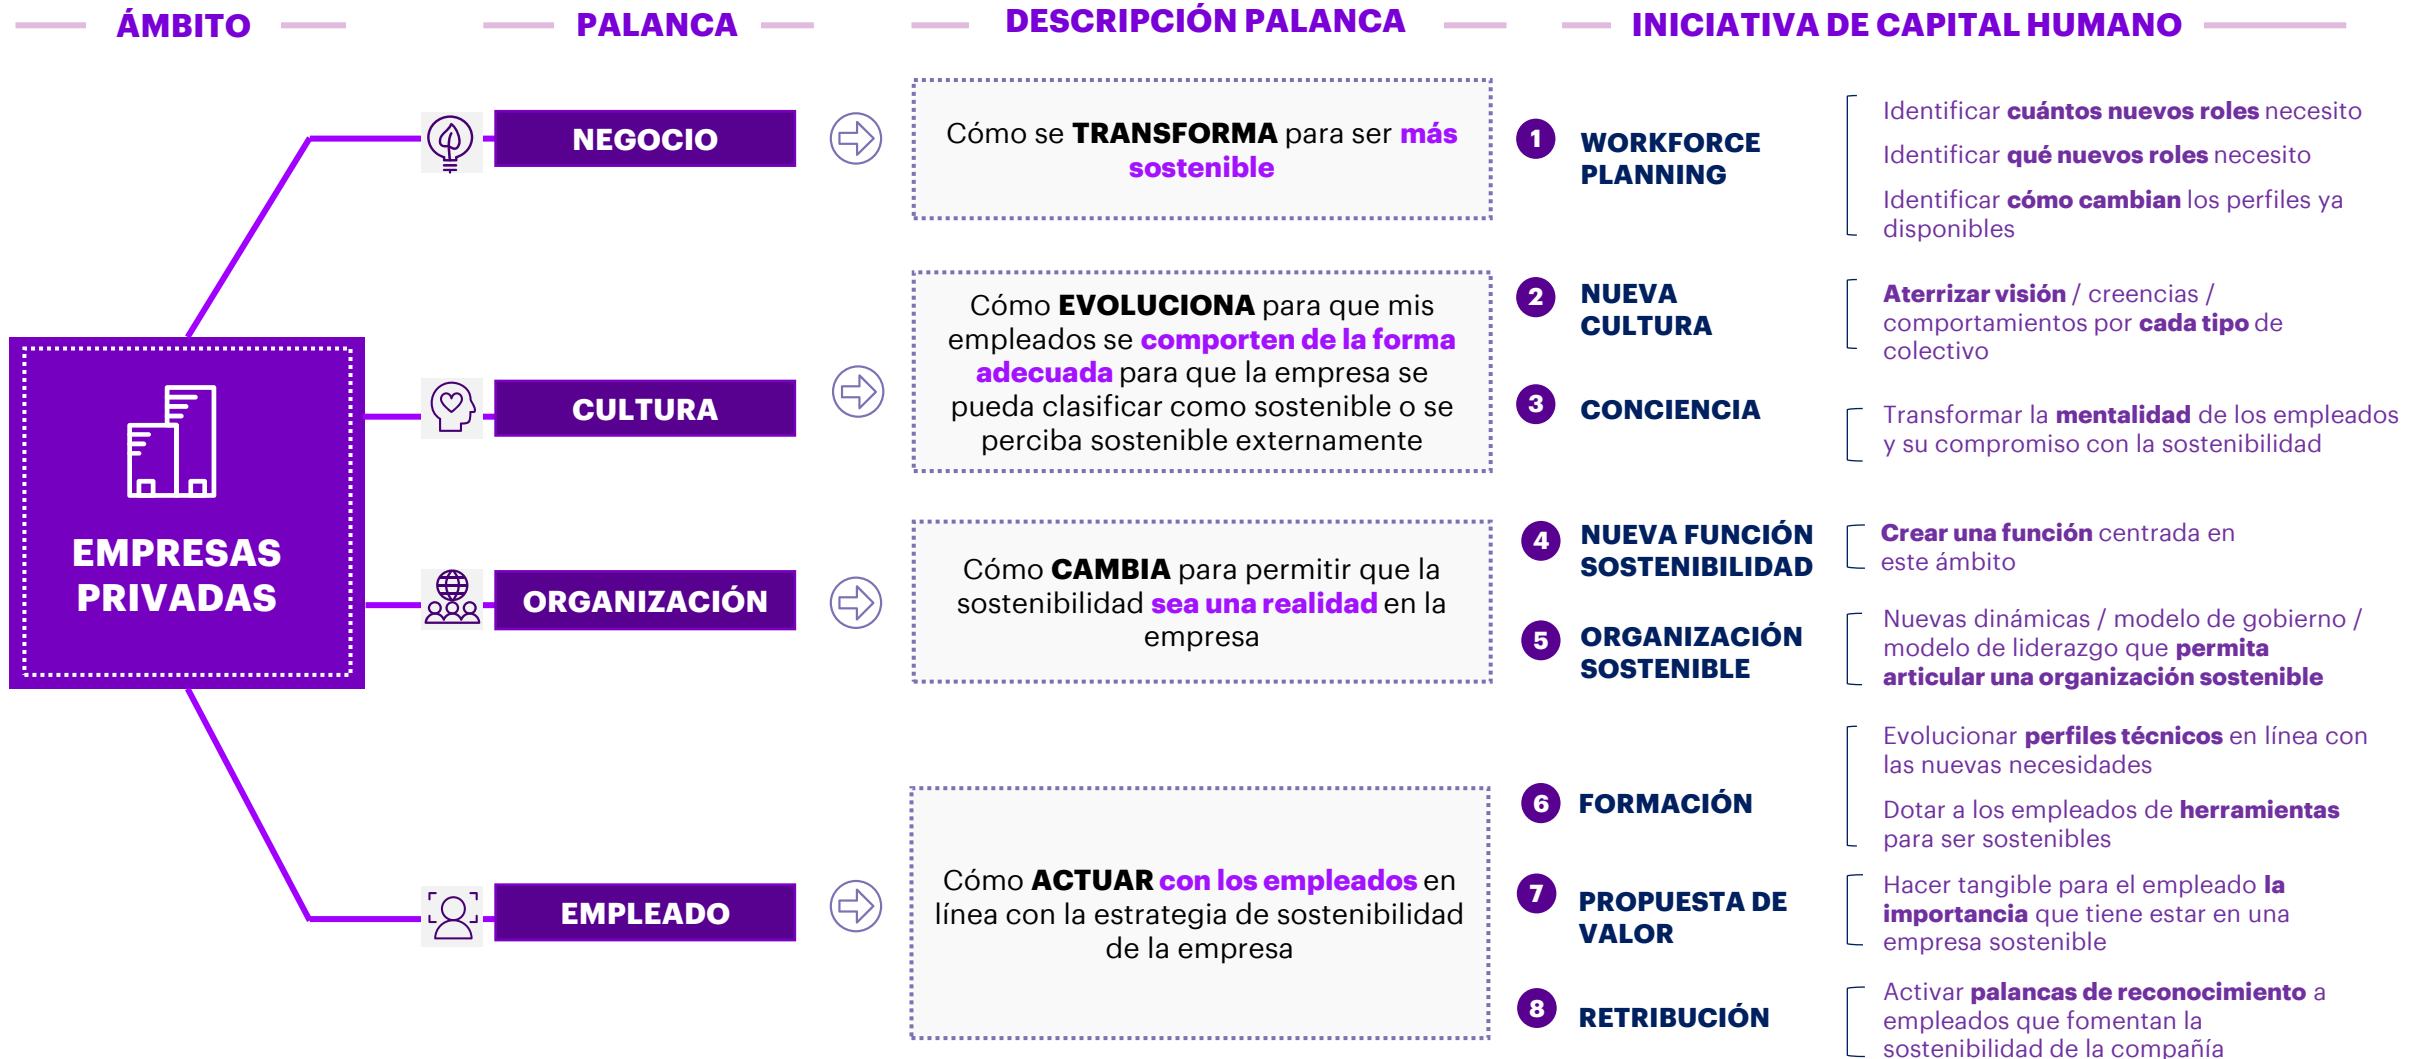 ÁMBITO
PALANCA
DESCRIPCIÓN PALANCA
INICIATIVA DE CAPITAL HUMANO
EMPRESAS
PRIVADAS
NEGOCIO
Cómo se TRANSFORMA para ser más
sostenible
1
WORKFORCE
PLANNING
Identificar cuántos nuevos roles necesito
Identificar qué nuevos roles necesito
Identificar cómo cambian los perfiles ya
disponibles
CULTURA
Cómo EVOLUCIONA para que mis
empleados se comporten de la forma
adecuada para que la empresa se
pueda clasificar como sostenible o se
perciba sostenible externamente
2
NUEVA
CULTURA
Aterrizar visión / creencias /
comportamientos por cada tipo de
colectivo
3
CONCIENCIA
Transformar la mentalidad de los empleados
y su compromiso con la sostenibilidad
ORGANIZACIÓN
Cómo CAMBIA para permitir que la
sostenibilidad sea una realidad en la
empresa
4
NUEVA FUNCIÓN
SOSTENIBILIDAD
Crear una función centrada en
este ámbito
5
ORGANIZACIÓN
SOSTENIBLE
Nuevas dinámicas / modelo de gobierno /
modelo de liderazgo que permita
articular una organización sostenible
EMPLEADO
Cómo ACTUAR con los empleados en
línea con la estrategia de sostenibilidad
de la empresa
6
FORMACIÓN
Evolucionar perfiles técnicos en línea con
las nuevas necesidades
Dotar a los empleados de herramientas
para ser sostenibles
7
PROPUESTA DE
VALOR
Hacer tangible para el empleado la
importancia que tiene estar en una
empresa sostenible
8
RETRIBUCIÓN
Activar palancas de reconocimiento a
empleados que fomentan la
sostenibilidad de la compañía